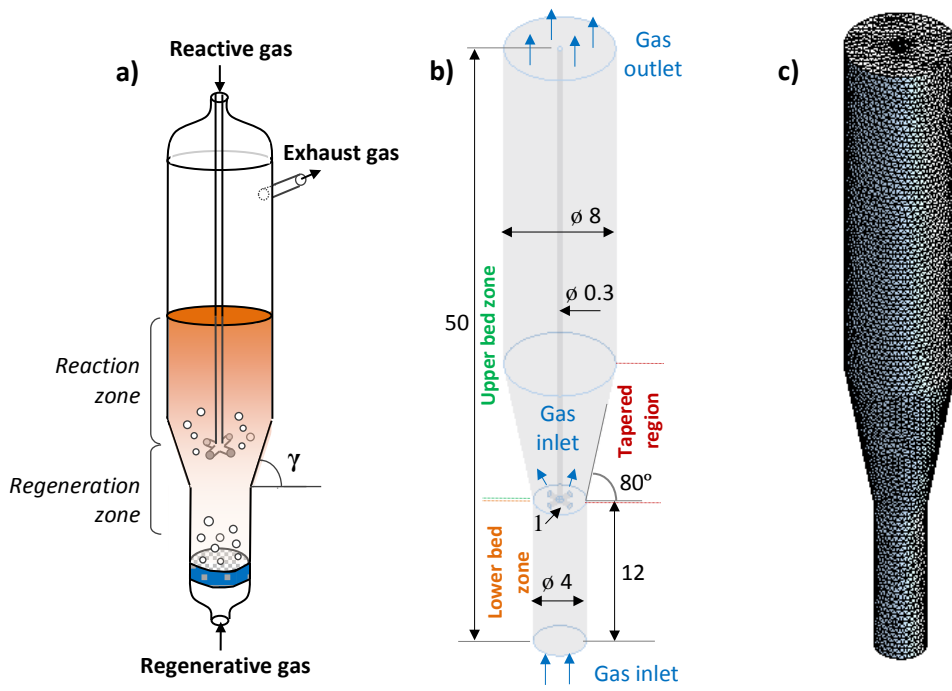 a)
Reactive gas
Exhaust gas
Reaction
zone
γ
Regeneration
zone
Regenerative gas
b)
Gas
outlet
ø 8
ø 0.3
50
Upper bed zone
Gas
inlet
Tapered
region
80º
1
Lower bed
zone
12
ø 4
Gas inlet
c)